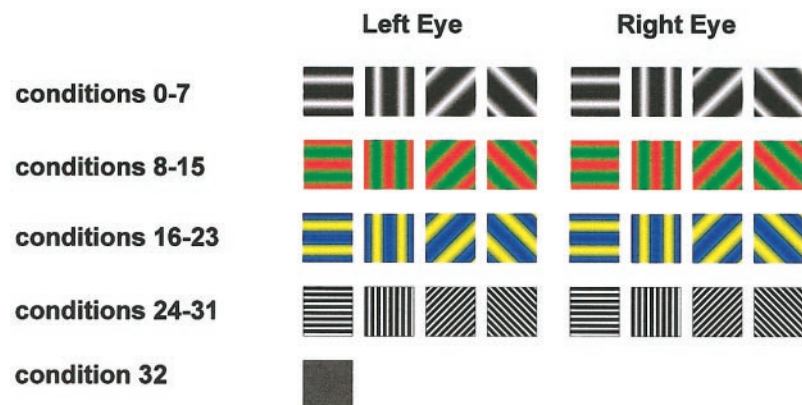 Left Eye Right Eye
conditions 0-7
conditions 8-15
conditions 16-23
conditions 24-31
condition 32